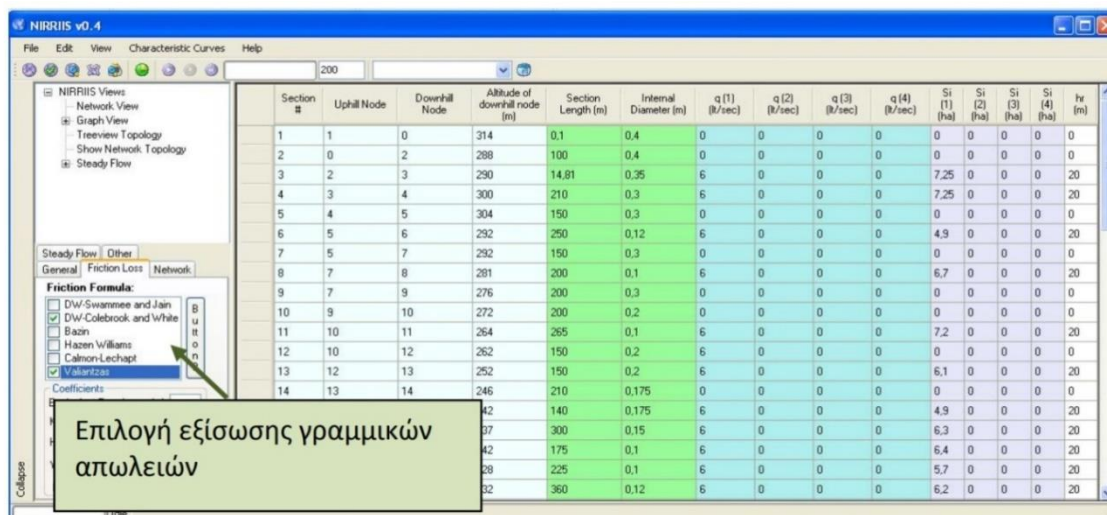 NIRRIIS v0.4
File Edit View Characteristic Curves Help
200
NIRRIIS Views
Network View
Graph View
Treeview Topology
Show Network Topology
Steady Flow
Steady Flow Other
General Friction Loss Network
Friction Formula:
DW-Swammee and Jain
DW-Colebrook and White
Bazin
Hazen Williams
Calmon-Lechapt
Valiantzas
Coefficients
Collapse
Section # Uphill Node Downhill Node Altitude of downhill node (m) Section Length (m) Internal Diameter (m) q (1) (lt/sec) q (2) (lt/sec) q (3) (lt/sec) q (4) (lt/sec) Si (1) (ha) Si (2) (ha) Si (3) (ha) Si (4) (ha) hr (m)
1 1 0 314 0,1 0,4 0 0 0 0 0 0 0 0 0
2 0 2 288 100 0,4 0 0 0 0 0 0 0 0 0
3 2 3 290 14,81 0,35 6 0 0 0 7,25 0 0 0 20
4 3 4 300 210 0,3 6 0 0 0 7,25 0 0 0 20
5 4 5 304 150 0,3 0 0 0 0 0 0 0 0 0
6 5 6 292 250 0,12 6 0 0 0 4,9 0 0 0 20
7 5 7 292 150 0,3 0 0 0 0 0 0 0 0 0
8 7 8 281 200 0,1 6 0 0 0 6,7 0 0 0 20
9 7 9 276 200 0,3 0 0 0 0 0 0 0 0 0
10 9 10 272 200 0,2 0 0 0 0 0 0 0 0 0
11 10 11 264 265 0,1 6 0 0 0 7,2 0 0 0 20
12 10 12 262 150 0,2 6 0 0 0 0 0 0 0 0
13 12 13 252 150 0,2 6 0 0 0 6,1 0 0 0 20
14 13 14 246 210 0,175 0 0 0 0 0 0 0 0 0
42 140 0,175 6 0 0 0 4,9 0 0 0 20
37 300 0,15 6 0 0 0 6,3 0 0 0 20
42 175 0,1 6 0 0 0 6,4 0 0 0 20
28 225 0,1 6 0 0 0 5,7 0 0 0 20
32 360 0,12 6 0 0 0 6,2 0 0 0 20
Επιλογή εξίσωσης γραμμικών
απωλειών